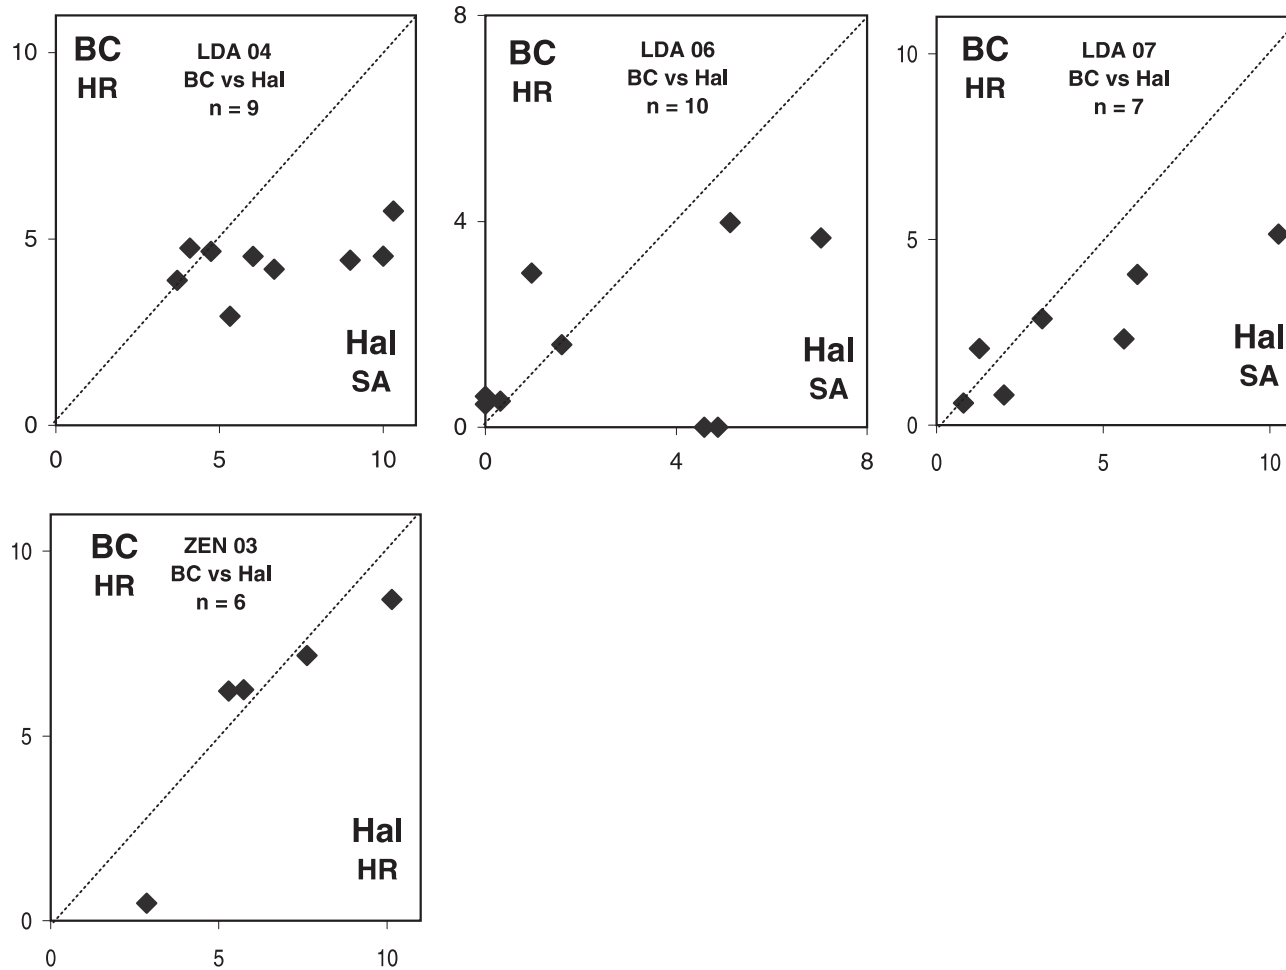 BC
HR
LDA 04
BC vs Hal
n = 9
Hal
SA
10
5
0
0 5 10
BC
HR
LDA 06
BC vs Hal
n = 10
Hal
SA
8
4
0
0 4 8
BC
HR
LDA 07
BC vs Hal
n = 7
Hal
SA
10
5
0
0 5 10
BC
HR
ZEN 03
BC vs Hal
n = 6
Hal
HR
10
5
0
0 5 10